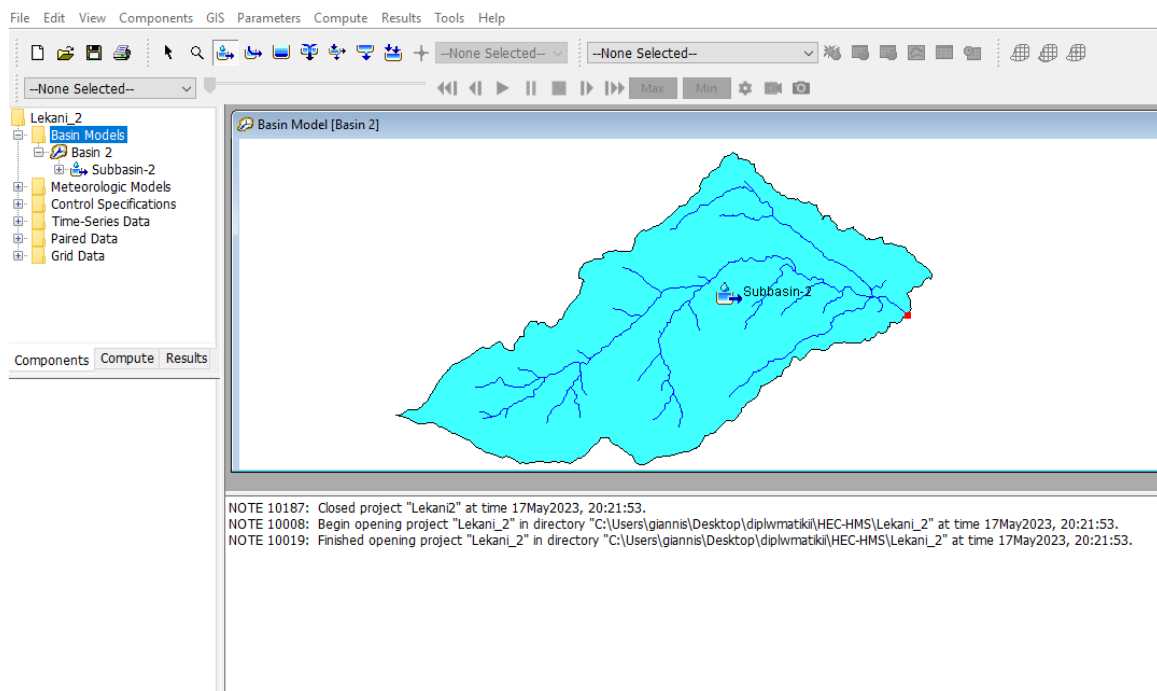 File Edit View Components GIS Parameters Compute Results Tools Help
--None Selected-- --None Selected--
--None Selected-- Max Min
Lekani_2
Basin Models
Basin 2
Subbasin-2
Meteorologic Models
Control Specifications
Time-Series Data
Paired Data
Grid Data
Components Compute Results
Basin Model [Basin 2]
Subbasin-2
NOTE 10187: Closed project "Lekani2" at time 17May2023, 20:21:53.
NOTE 10008: Begin opening project "Lekani_2" in directory "C:\Users\giannis\Desktop\diplwmatikii\HEC-HMS\Lekani_2" at time 17May2023, 20:21:53.
NOTE 10019: Finished opening project "Lekani_2" in directory "C:\Users\giannis\Desktop\diplwmatikii\HEC-HMS\Lekani_2" at time 17May2023, 20:21:53.